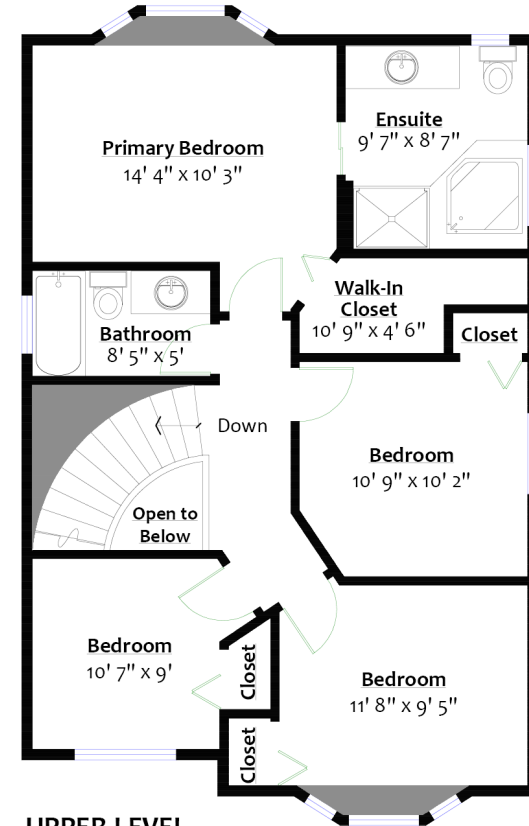 Primary Bedroom
14' 4" x 10' 3"
Ensuite
9' 7" x 8' 7"
Walk-In
Closet
10' 9" x 4' 6"
Closet
Bathroom
8' 5" x 5'
Down
Bedroom
10' 9" x 10' 2"
Open to
Below
Bedroom
10' 7" x 9'
Closet
Bedroom
11' 8" x 9' 5"
Closet
UPPER LEVEL